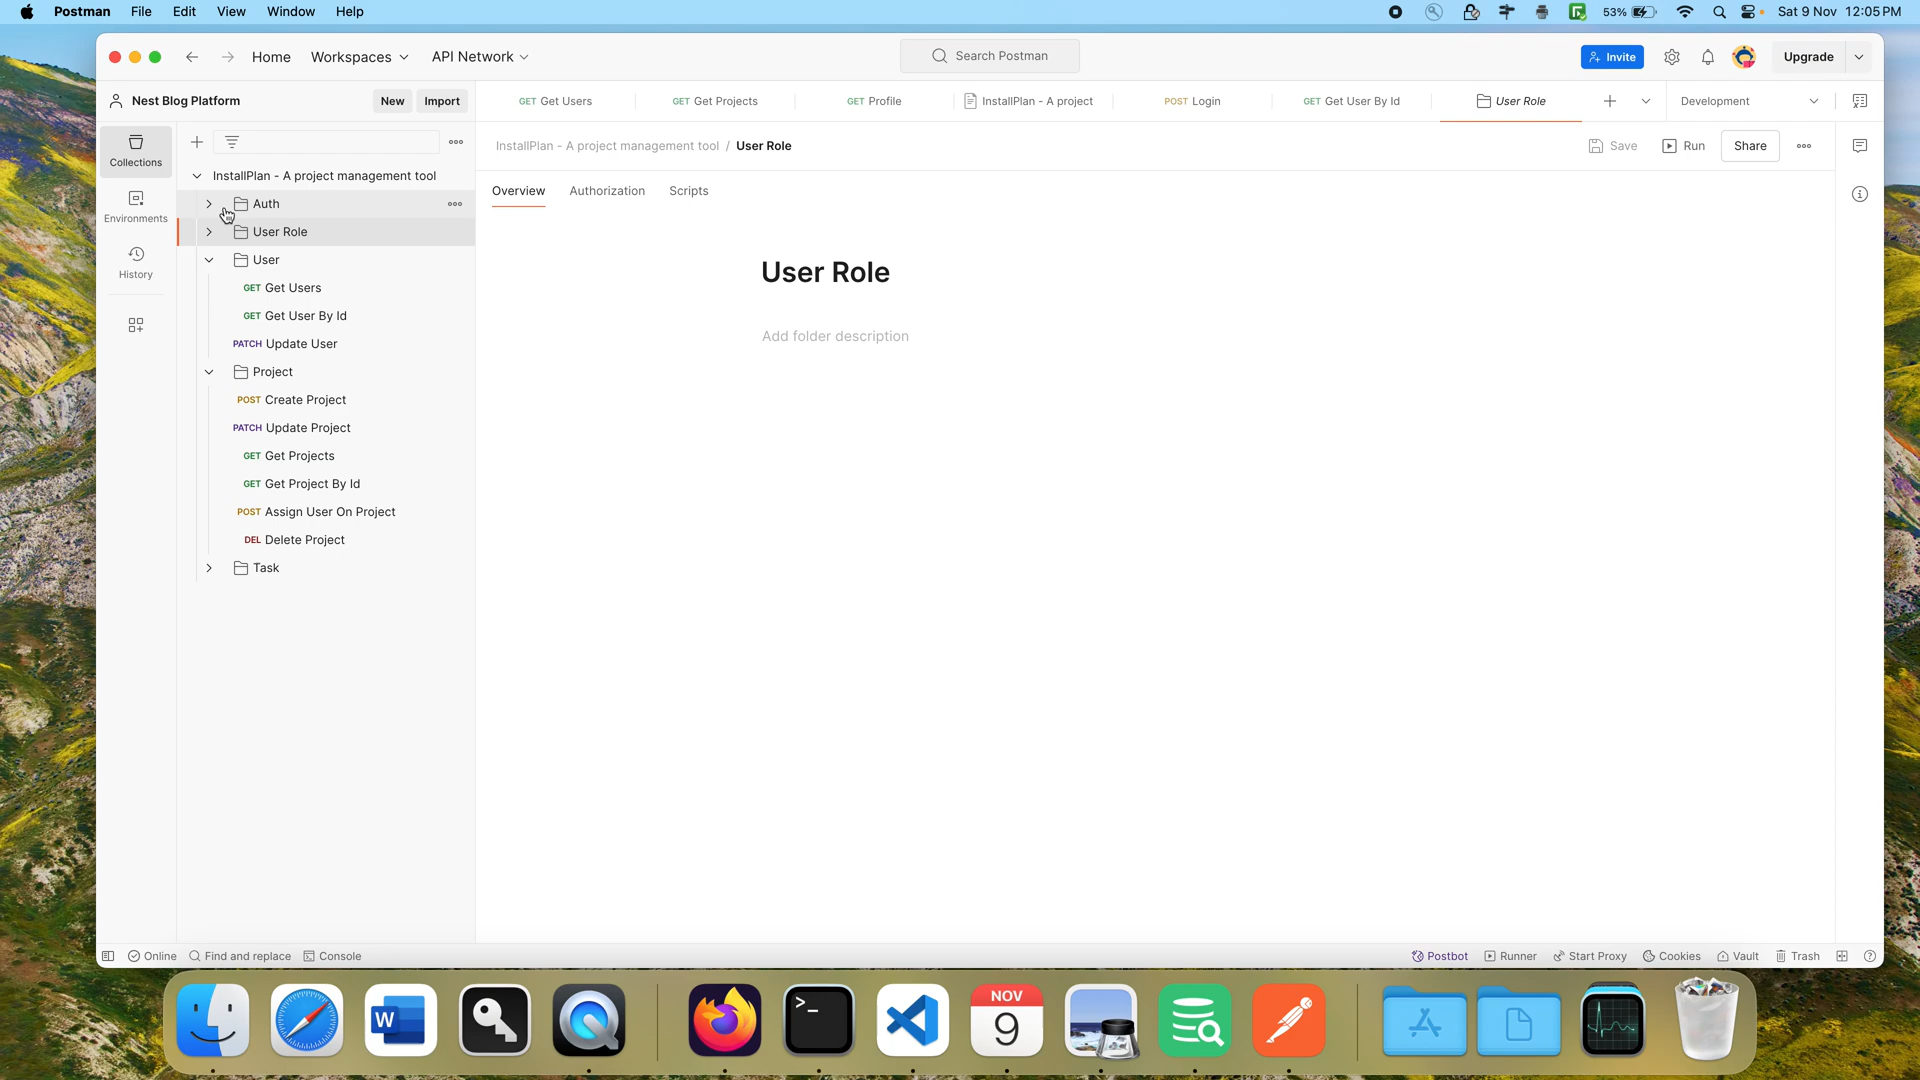 Postman File Edit View Window Help
53% Sat 9 Nov 12:05 PM
Home Workspaces API Network
Search Postman
Invite Upgrade
Nest Blog Platform New Import
GET Get Users GET Get Projects GET Profile InstallPlan - A project POST Login GET Get User By Id User Role
Development
Collections
Environments
History
InstallPlan - A project management tool
Auth
User Role
User
GET Get Users
GET Get User By Id
PATCH Update User
Project
POST Create Project
PATCH Update Project
GET Get Projects
GET Get Project By Id
POST Assign User On Project
DEL Delete Project
Task
InstallPlan - A project management tool / User Role
Save Run Share
Overview Authorization Scripts
User Role
Add folder description
Online Find and replace Console
Postbot Runner Start Proxy Cookies Vault Trash
W
NOV
9